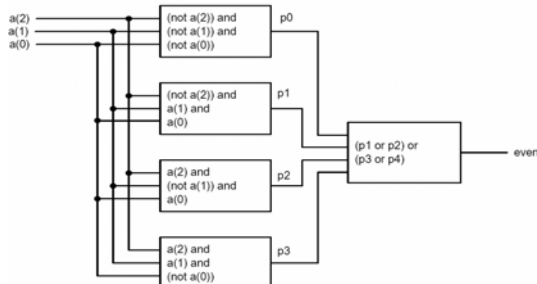 a(2)
a(1)
a(0)
(not a(2)) and
(not a(1)) and
(not a(0))
p0
(not a(2)) and
a(1) and
a(0)
p1
a(2) and
(not a(1)) and
a(0)
p2
a(2) and
a(1) and
(not a(0))
p3
(p1 or p2) or
(p3 or p4)
even